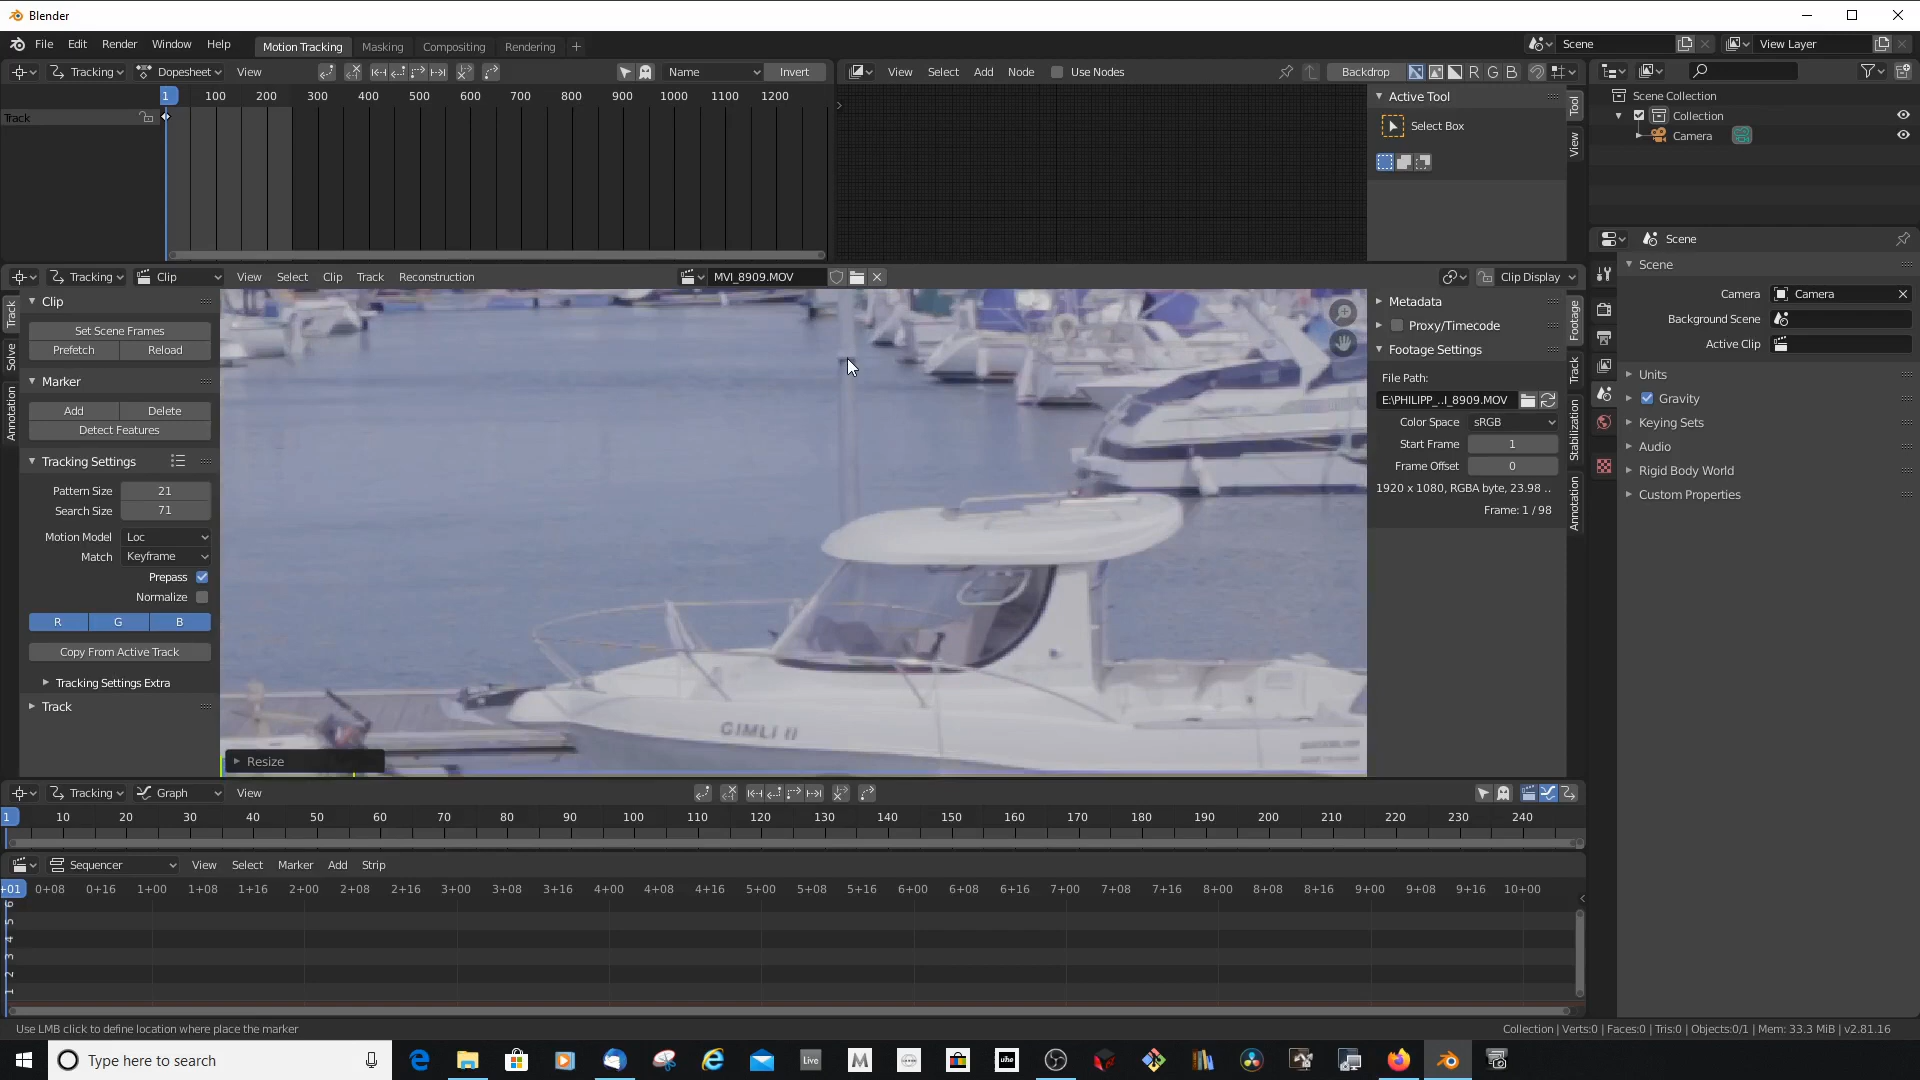 Blender
File Edit Render Window Help Motion Tracking Masking Compositing Rendering + Scene View Layer
Tracking Dopesheet View Name Invert
View Select Add Node Use Nodes Backdrop R G B
1 100 200 300 400 500 600 700 800 900 1000 1100 1200
Track
Active Tool
Select Box
Tool
View
Scene Collection
Collection
Camera
Tracking Clip View Select Clip Track Reconstruction MVI_8909.MOV Clip Display
Track
Solve
Annotation
Clip
Set Scene Frames
Prefetch Reload
Marker
Add Delete
Detect Features
Tracking Settings
Pattern Size 21
Search Size 71
Motion Model Loc
Match Keyframe
Prepass
Normalize
R G B
Copy From Active Track
Tracking Settings Extra
Track
GIMLI II
Resize
Metadata
Proxy/Timecode
Footage Settings
File Path:
E:\PHILIPP_..I_8909.MOV
Color Space sRGB
Start Frame 1
Frame Offset 0
1920 x 1080, RGBA byte, 23.98 ..
Frame: 1 / 98
Footage
Track
Stabilization
Annotation
Scene
Scene
Camera Camera
Background Scene
Active Clip
Units
Gravity
Keying Sets
Audio
Rigid Body World
Custom Properties
Tracking Graph View
1 10 20 30 40 50 60 70 80 90 100 110 120 130 140 150 160 170 180 190 200 210 220 230 240
Sequencer View Select Marker Add Strip
+01 0+08 0+16 1+00 1+08 1+16 2+00 2+08 2+16 3+00 3+08 3+16 4+00 4+08 4+16 5+00 5+08 5+16 6+00 6+08 6+16 7+00 7+08 7+16 8+00 8+08 8+16 9+00 9+08 9+16 10+00
6
5
4
3
2
1
Use LMB click to define location where place the marker
Collection | Verts:0 | Faces:0 | Tris:0 | Objects:0/1 | Mem: 33.3 MiB | v2.81.16
Type here to search
Live
M
uhe